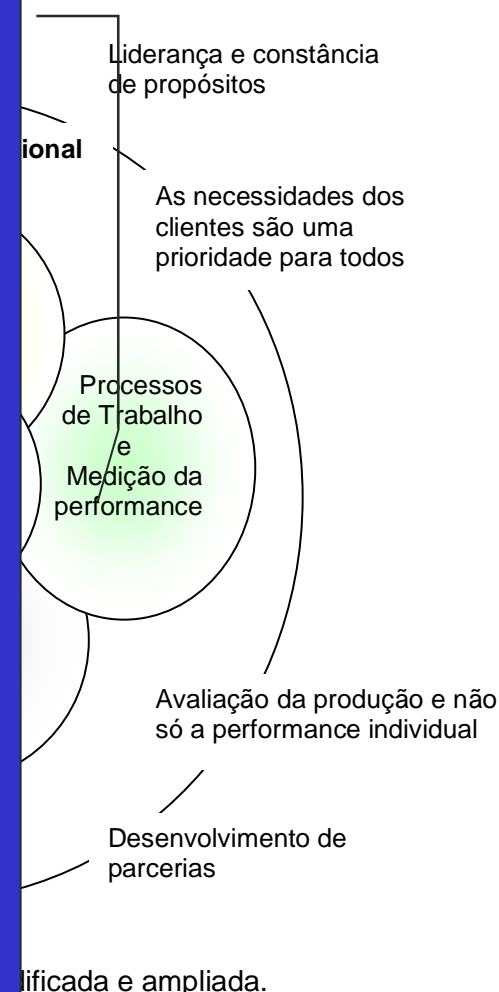 Liderança e constância
de propósitos
ional
As necessidades dos
clientes são uma
prioridade para todos
Processos
de Trabalho
e
Medição da
performance
Avaliação da produção e não
só a performance individual
Desenvolvimento de
parcerias
dificada e ampliada.